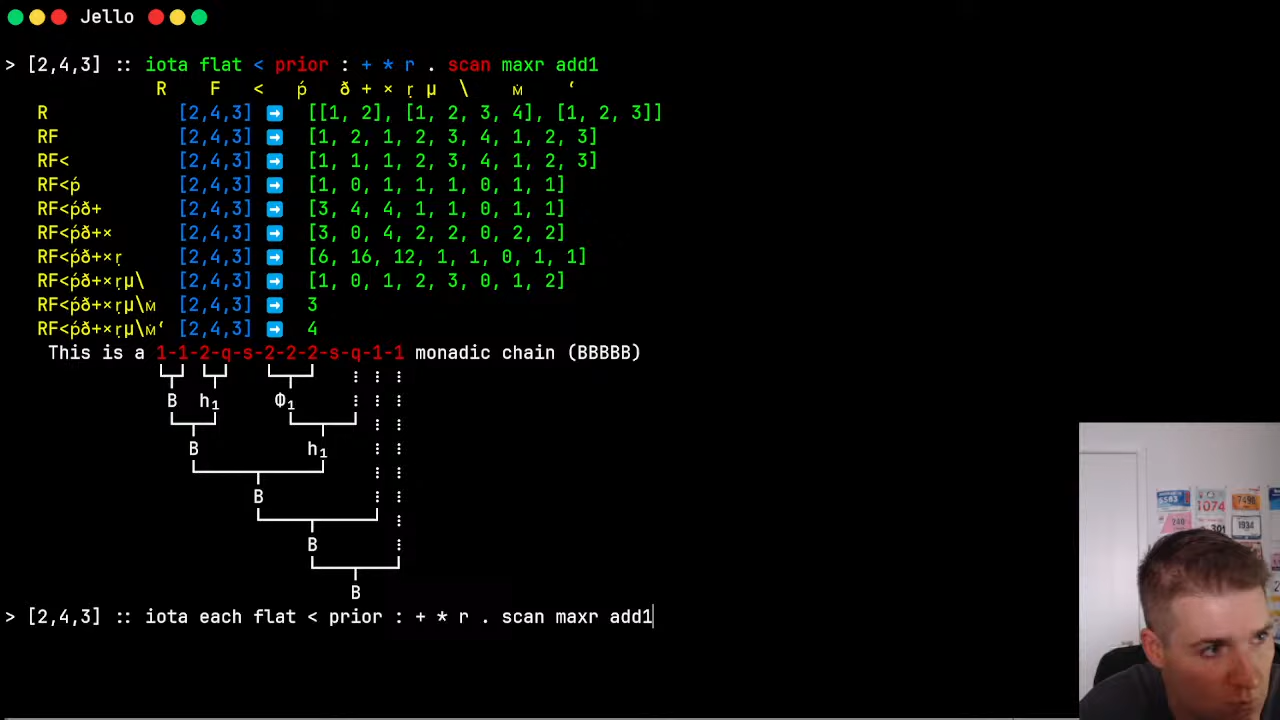 Jello
> [2,4,3] :: iota flat < prior : + * r . scan maxr add1
R F < ṕ ð + × ṛ µ \ ṁ ‘
R [2,4,3] ➡ [[1, 2], [1, 2, 3, 4], [1, 2, 3]]
RF [2,4,3] ➡ [1, 2, 1, 2, 3, 4, 1, 2, 3]
RF< [2,4,3] ➡ [1, 1, 1, 2, 3, 4, 1, 2, 3]
RF<ṕ [2,4,3] ➡ [1, 0, 1, 1, 1, 0, 1, 1]
RF<ṕð+ [2,4,3] ➡ [3, 4, 4, 1, 1, 0, 1, 1]
RF<ṕð+× [2,4,3] ➡ [3, 0, 4, 2, 2, 0, 2, 2]
RF<ṕð+×ṛ [2,4,3] ➡ [6, 16, 12, 1, 1, 0, 1, 1]
RF<ṕð+×ṛµ\ [2,4,3] ➡ [1, 0, 1, 2, 3, 0, 1, 2]
RF<ṕð+×ṛµ\ṁ [2,4,3] ➡ 3
RF<ṕð+×ṛµ\ṁ‘ [2,4,3] ➡ 4
This is a 1-1-2-q-s-2-2-2-s-q-1-1 monadic chain (BBBBB)
B h₁ Φ₁
B h₁
B
B
B
> [2,4,3] :: iota each flat < prior : + * r . scan maxr add1
1074